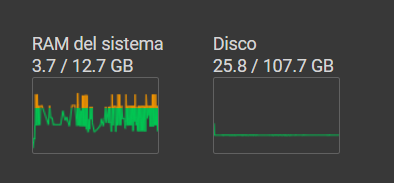 RAM del sistema
3.7 / 12.7 GB
Disco
25.8 / 107.7 GB